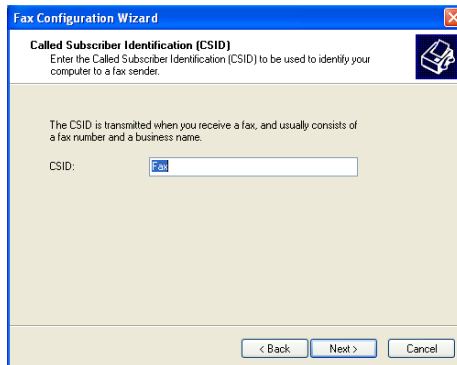 Fax Configuration Wizard
Called Subscriber Identification (CSID)
Enter the Called Subscriber Identification (CSID) to be used to identify your
computer to a fax sender.
The CSID is transmitted when you receive a fax, and usually consists of
a fax number and a business name.
CSID: Fax
< Back Next > Cancel